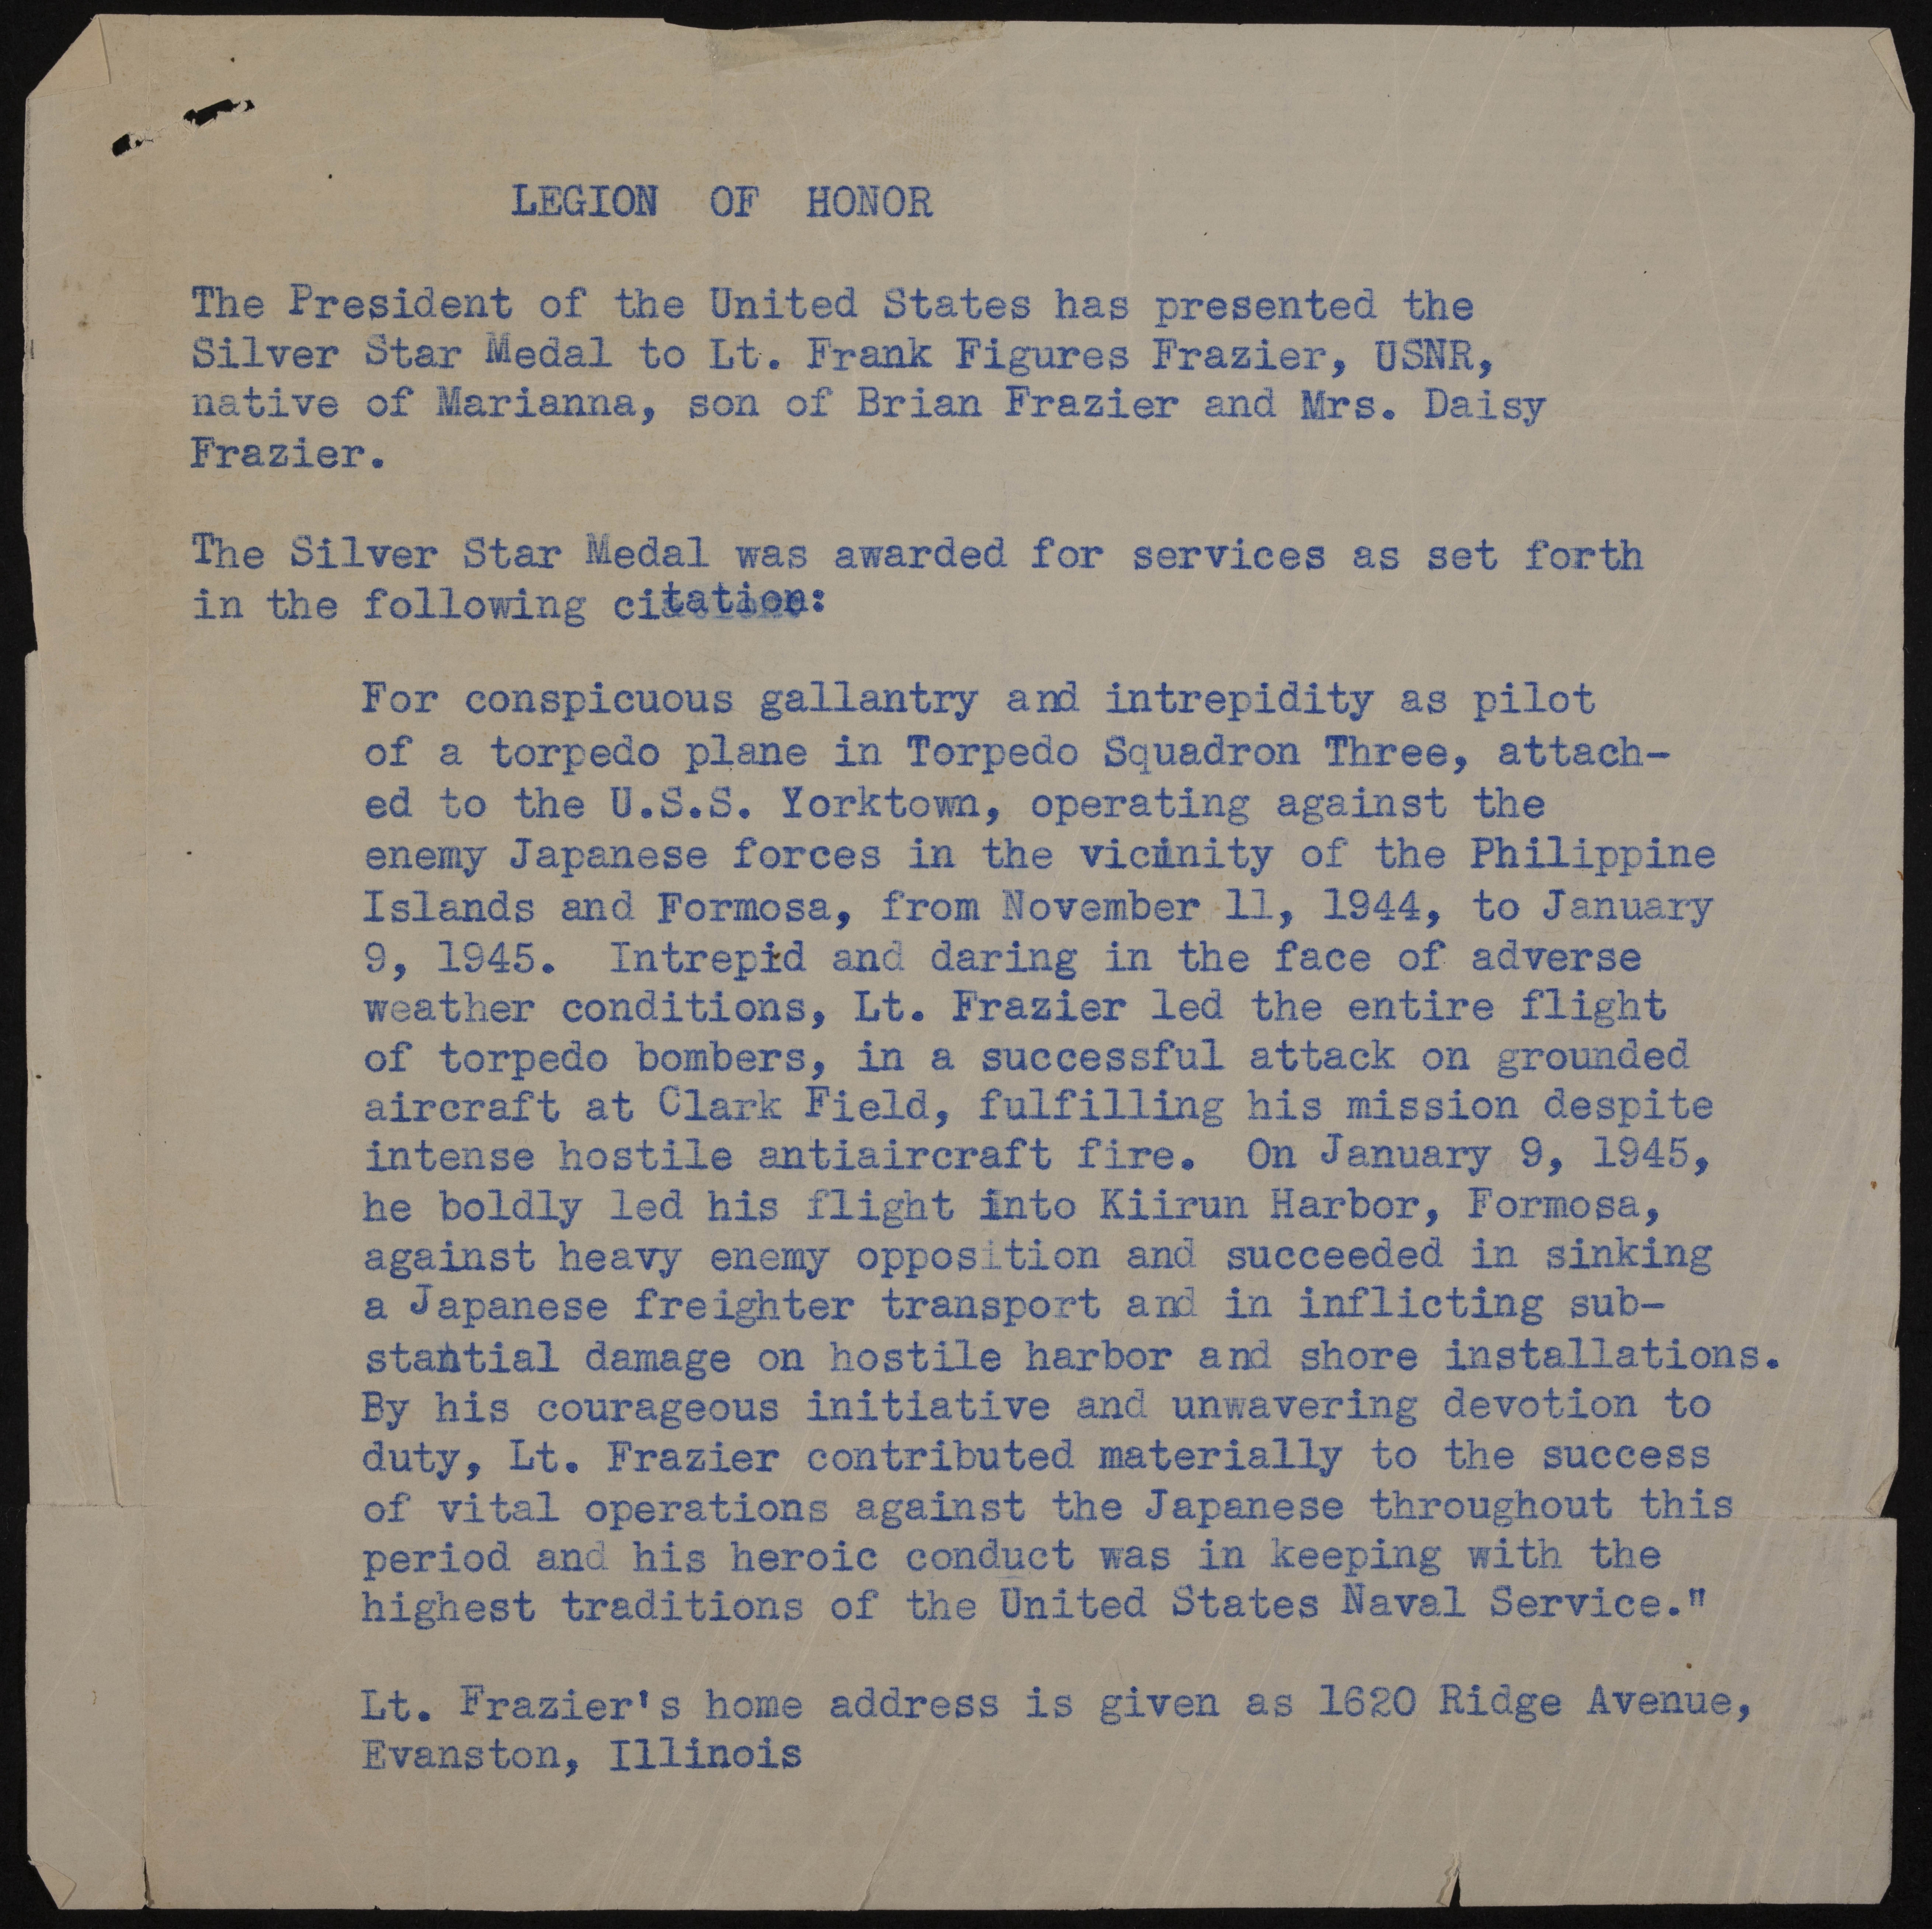 LEGION OF HONOR
The President of the United States has presented the
Silver Star Medal to Lt. Frank Figures Frazier, USNR,
native of Marianna, son of Brian Frazier and Mrs. Daisy
Frazier.
The Silver Star Medal was awarded for services as set forth
in the following citation:
For conspicuous gallantry and intrepidity as pilot
of a torpedo plane in Torpedo Squadron Three, attach-
ed to the U.S.S. Yorktown, operating against the
enemy Japanese forces in the vicinity of the Philippine
Islands and Formosa, from November 11, 1944, to January
9, 1945. Intrepid and daring in the face of adverse
weather conditions, Lt. Frazier led the entire flight
of torpedo bombers, in a successful attack on grounded
aircraft at Clark Field, fulfilling his mission despite
intense hostile antiaircraft fire. On January 9, 1945,
he boldly led his flight into Kiirun Harbor, Formosa,
against heavy enemy opposition and succeeded in sinking
a Japanese freighter transport and in inflicting sub-
stantial damage on hostile harbor and shore installations.
By his courageous initiative and unwavering devotion to
duty, Lt. Frazier contributed materially to the success
of vital operations against the Japanese throughout this
period and his heroic conduct was in keeping with the
highest traditions of the United States Naval Service."
Lt. Frazier's home address is given as 1620 Ridge Avenue,
Evanston, Illinois